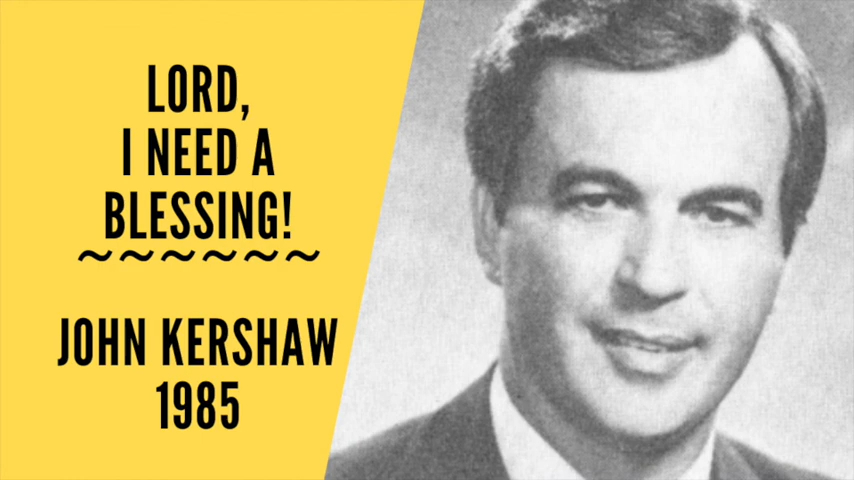 LORD,
I NEED A
BLESSING!
~~~~~~
JOHN KERSHAW
1985